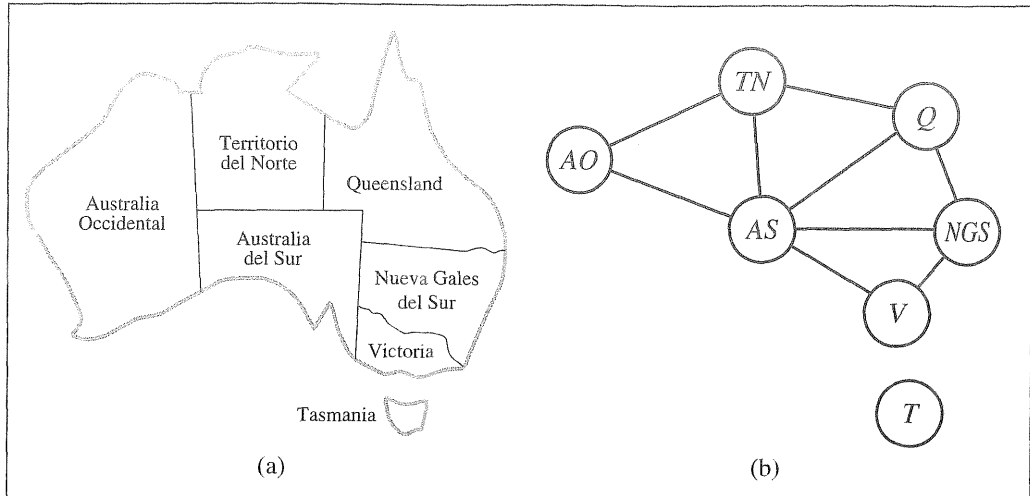 Territorio
del Norte
Queensland
Australia
Occidental
Australia
del Sur
Nueva Gales
del Sur
Victoria
Tasmania
(a)
TN
Q
AO
AS
NGS
V
T
(b)